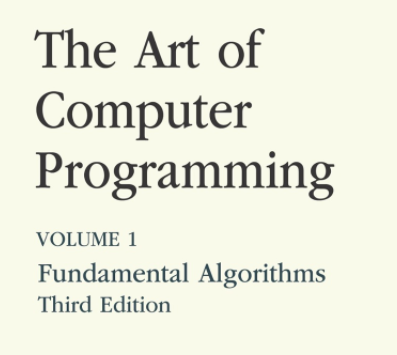 The Art of
Computer
Programming
VOLUME 1
Fundamental Algorithms
Third Edition